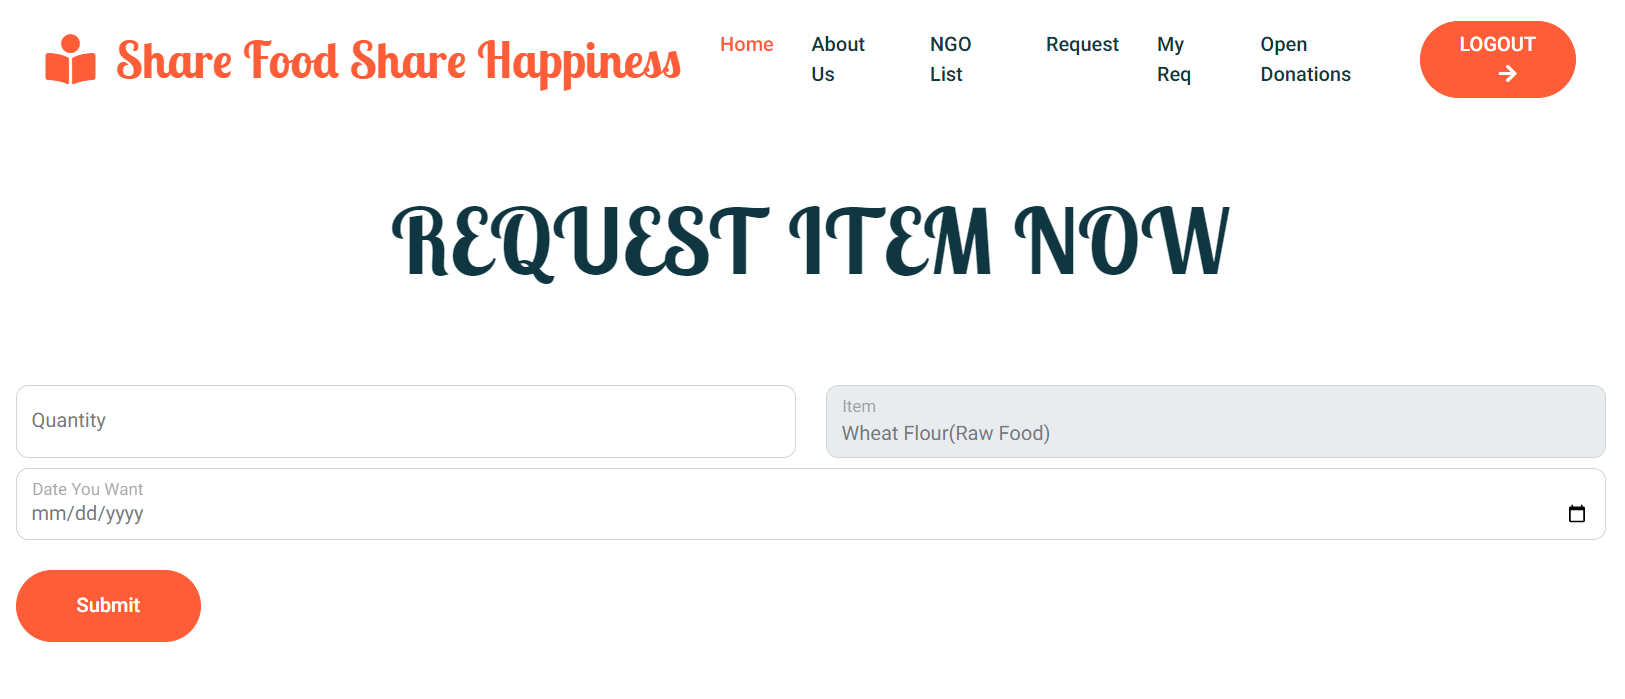 Share Food Share Happiness
Home
About
Us
NGO
List
Request
My
Req
Open
Donations
LOGOUT
REQUEST ITEM NOW
Quantity
Item
Wheat Flour(Raw Food)
Date You Want
mm/dd/yyyy
Submit